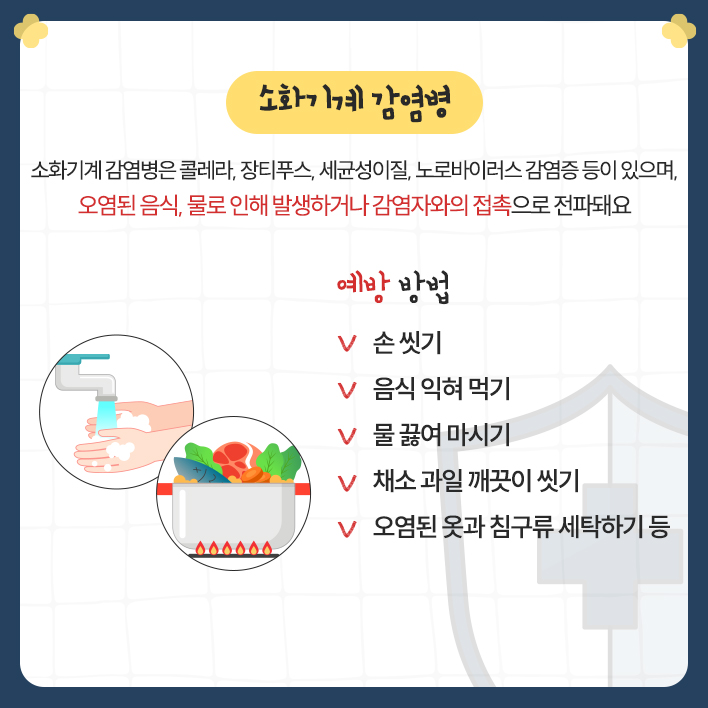 소화기계 감염병
소화기계 감염병은 콜레라, 장티푸스, 세균성이질, 노로바이러스 감염증 등이 있으며,
오염된 음식, 물로 인해 발생하거나 감염자와의 접촉으로 전파돼요
예방 방법
손 씻기
음식 익혀 먹기
물 끓여 마시기
채소 과일 깨끗이 씻기
오염된 옷과 침구류 세탁하기 등